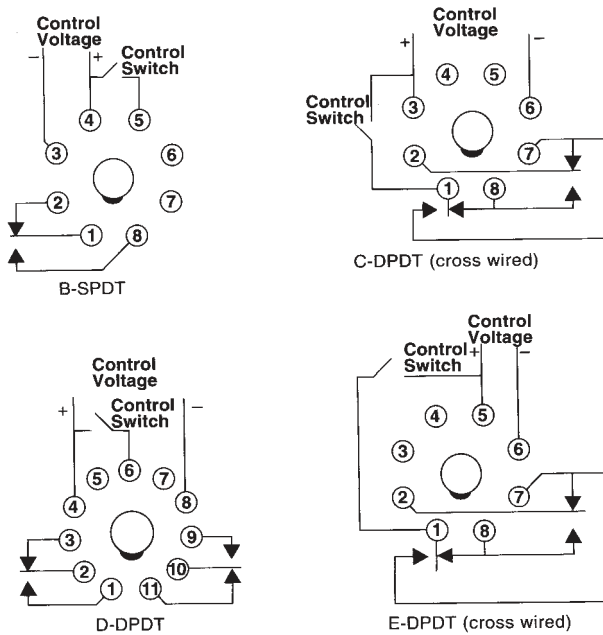 Control
Voltage
− +
Control
Switch
4 5
3 6
2 7
1 8
B-SPDT
Control
Voltage
+ −
4 5
3 6
Control
Switch
2 7
1 8
C-DPDT (cross wired)
Control
Voltage
+ −
Control
Switch
6
5 7
4 8
3 9
2 10
1 11
D-DPDT
Control
Voltage
+ −
Control
Switch
4 5
3 6
2 7
1 8
E-DPDT (cross wired)